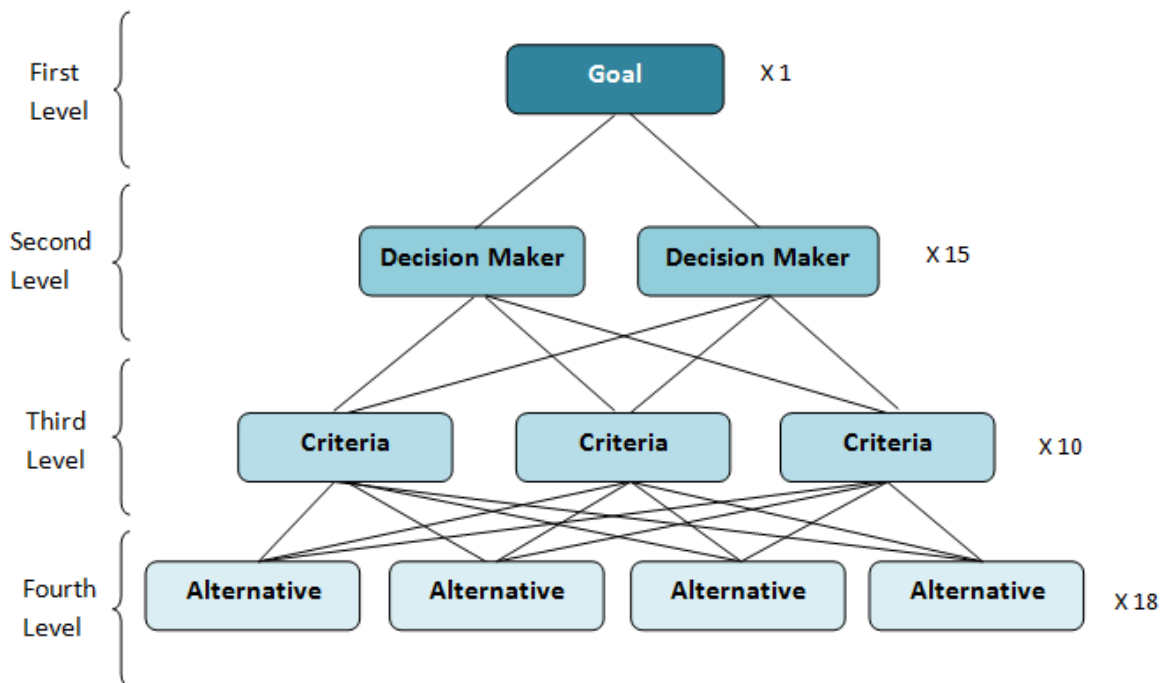 First
Level
Goal
X 1
Second
Level
Decision Maker
Decision Maker
X 15
Third
Level
Criteria
Criteria
Criteria
X 10
Fourth
Level
Alternative
Alternative
Alternative
Alternative
X 18